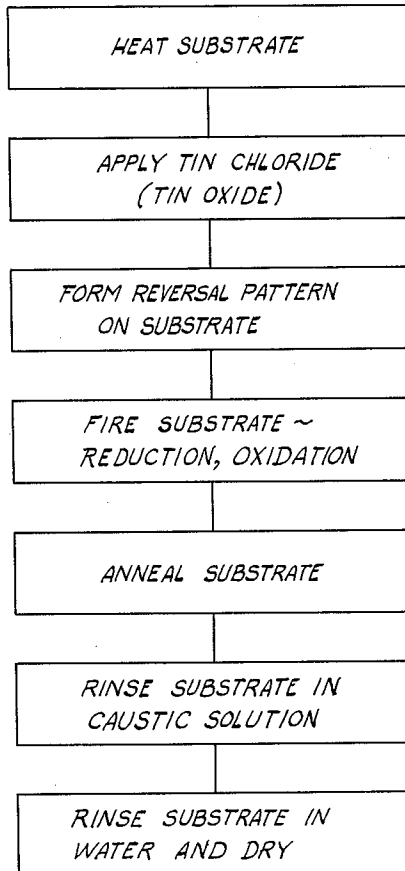 HEAT SUBSTRATE
APPLY TIN CHLORIDE
(TIN OXIDE)
FORM REVERSAL PATTERN
ON SUBSTRATE
FIRE SUBSTRATE ~
REDUCTION, OXIDATION
ANNEAL SUBSTRATE
RINSE SUBSTRATE IN
CAUSTIC SOLUTION
RINSE SUBSTRATE IN
WATER AND DRY